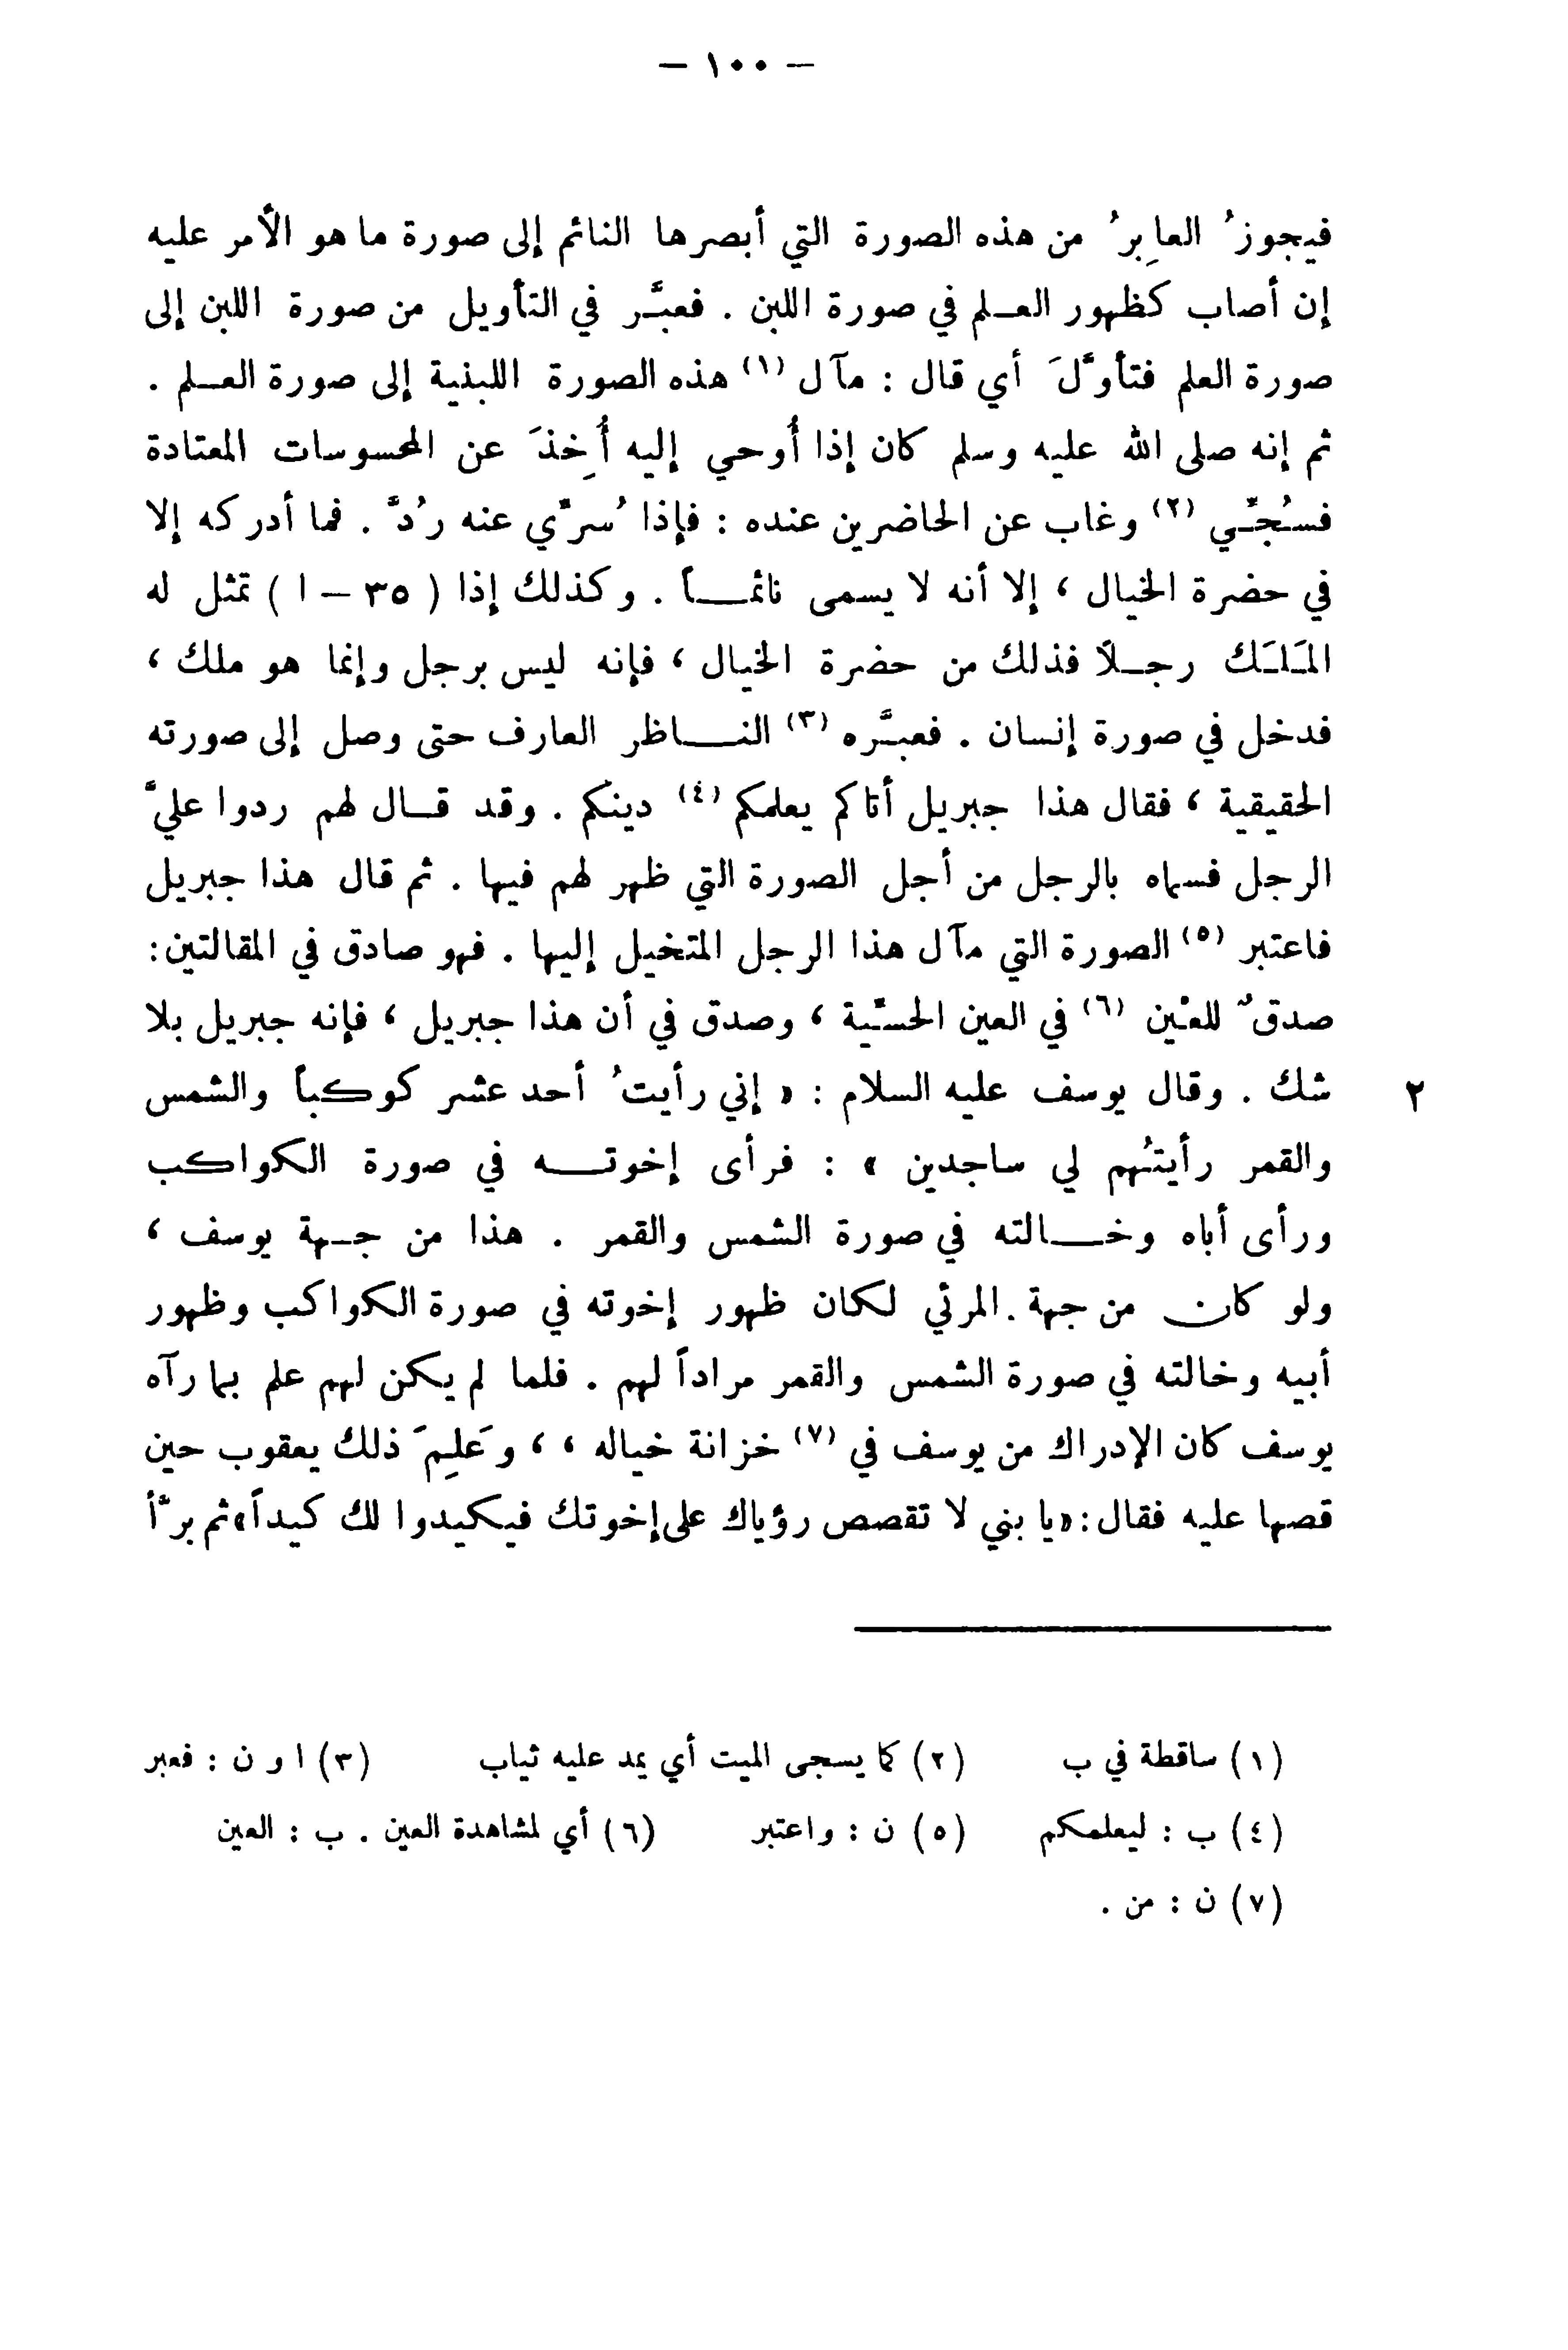 — ١٠٠ —
فيجوزُ العابِرُ من هذه الصورة التي أبصرها النائم إلى صورة ما هو الأمر عليه
إن أصاب كظهور العلم في صورة اللبن . فعبَّر في التأويل من صورة اللبن إلى
صورة العلم فتأوَّلَ أي قال : مآل (١) هذه الصورة اللبنية إلى صورة العلم .
ثم إنه صلى الله عليه وسلم كان إذا أُوحي إليه أُخِذَ عن المحسوسات المعتادة
فسُجِّي (٢) وغاب عن الحاضرين عنده : فإذا سُرِّي عنه رُدَّ . فما أدركه إلا
في حضرة الخيال ، إلا أنه لا يسمى نائماً . وكذلك إذا ( ٣٥ – ا ) تمثل له
المَلَك رجلاً فذلك من حضرة الخيال ، فإنه ليس برجل وإنما هو ملك ،
فدخل في صورة إنسان . فعبَّره (٣) الناظر العارف حتى وصل إلى صورته
الحقيقية ، فقال هذا جبريل أتاكم يعلمكم (٤) دينكم . وقد قال لهم ردوا عليَّ
الرجل فسماه بالرجل من أجل الصورة التي ظهر لهم فيها . ثم قال هذا جبريل
فاعتبر (٥) الصورة التي مآل هذا الرجل المتخيل إليها . فهو صادق في المقالتين:
صدقٌ للعيْن (٦) في العين الحسِّية ، وصدق في أن هذا جبريل ، فإنه جبريل بلا
شك . وقال يوسف عليه السلام : « إني رأيتُ أحد عشر كوكباً والشمس ٢
والقمر رأيتُهم لي ساجدين » : فرأى إخوته في صورة الكواكب
ورأى أباه وخالته في صورة الشمس والقمر . هذا من جهة يوسف ،
ولو كان من جهة المرئي لكان ظهور إخوته في صورة الكواكب وظهور
أبيه وخالته في صورة الشمس والقمر مراداً لهم . فلما لم يكن لهم علم بما رآه
يوسف كان الإدراك من يوسف في (٧) خزانة خياله ، ، وعَلِمَ ذلك يعقوب حين
قصها عليه فقال: «يا بني لا تقصص رؤياك على إخوتك فيكيدوا لك كيداً» ثم برَّأ
(١) ساقطة في ب (٢) كما يسجى الميت أي يمد عليه ثياب (٣) ا و ن : فعبر
(٤) ب : ليعلمكم (٥) ن : واعتبر (٦) أي لمشاهدة العين . ب : العين
(٧) ن : من .